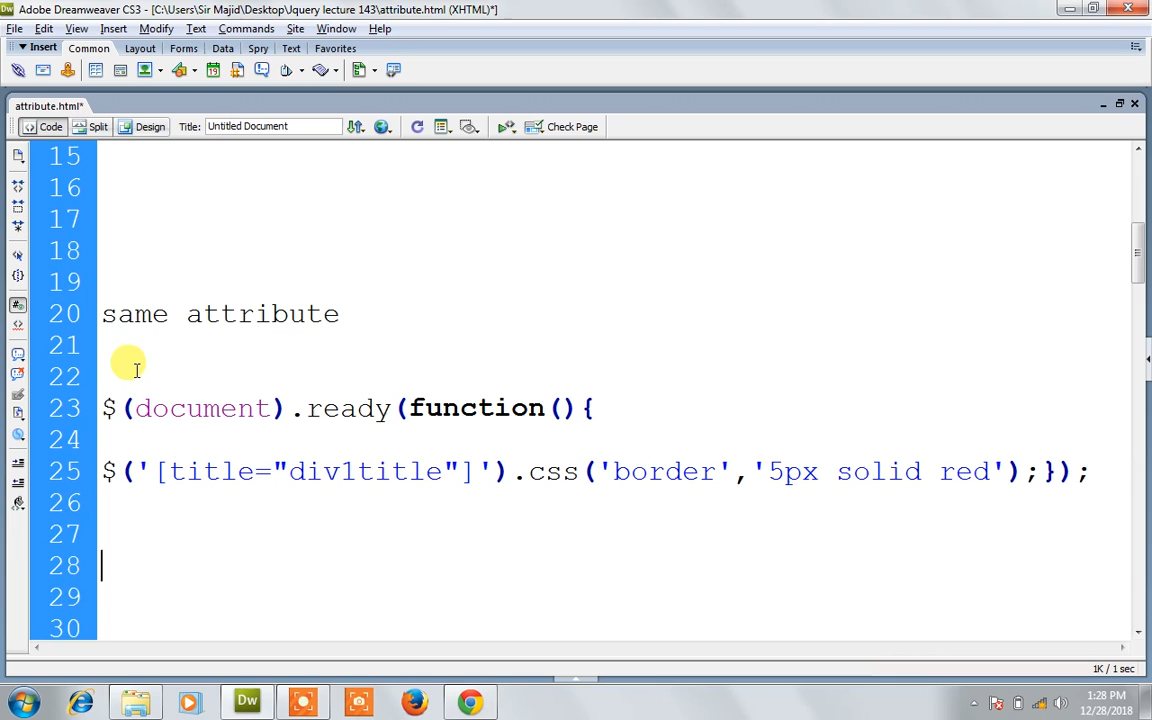 Dw Adobe Dreamweaver CS3 - [C:\Users\Sir Majid\Desktop\Jquery lecture 143\attribute.html (XHTML)*]
File Edit View Insert Modify Text Commands Site Window Help
Insert Common Layout Forms Data Spry Text Favorites
attribute.html*
Code Split Design Title: Untitled Document Check Page
15
16
17
18
19
20 same attribute
21
22
23 $(document).ready(function(){
24
25 $('[title="div1title"]').css('border','5px solid red');});
26
27
28
29
30
1K / 1 sec
Dw 1:28 PM
12/28/2018